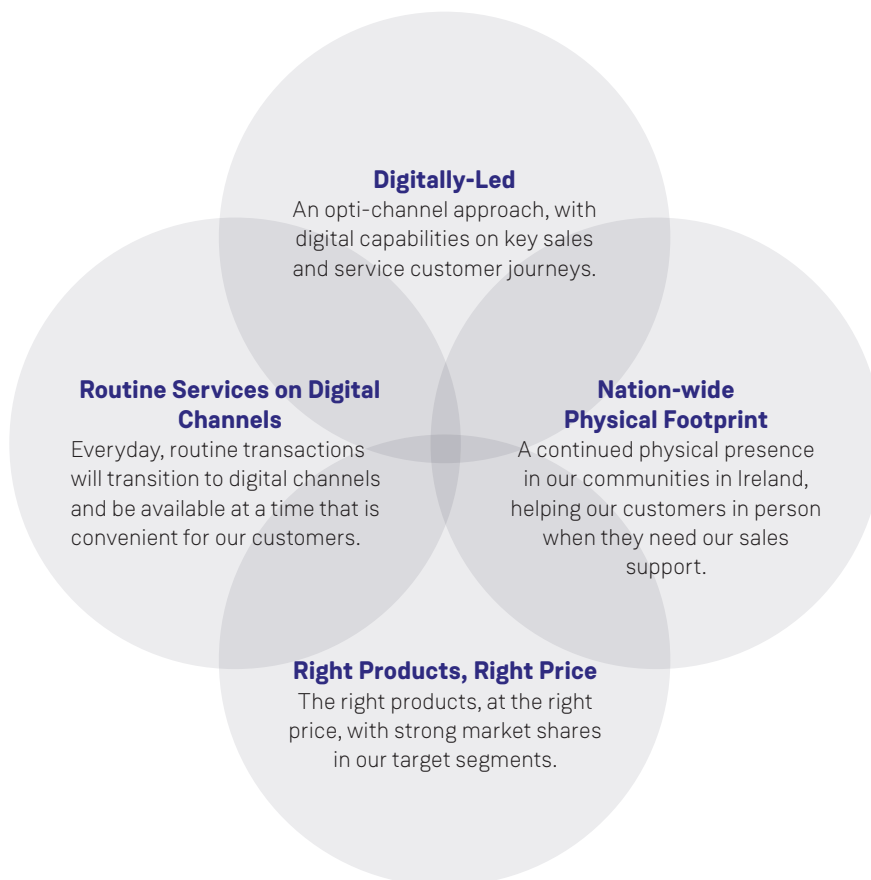 Digitally-Led
An opti-channel approach, with
digital capabilities on key sales
and service customer journeys.
Routine Services on Digital
Channels
Everyday, routine transactions
will transition to digital channels
and be available at a time that is
convenient for our customers.
Nation-wide
Physical Footprint
A continued physical presence
in our communities in Ireland,
helping our customers in person
when they need our sales
support.
Right Products, Right Price
The right products, at the right
price, with strong market shares
in our target segments.